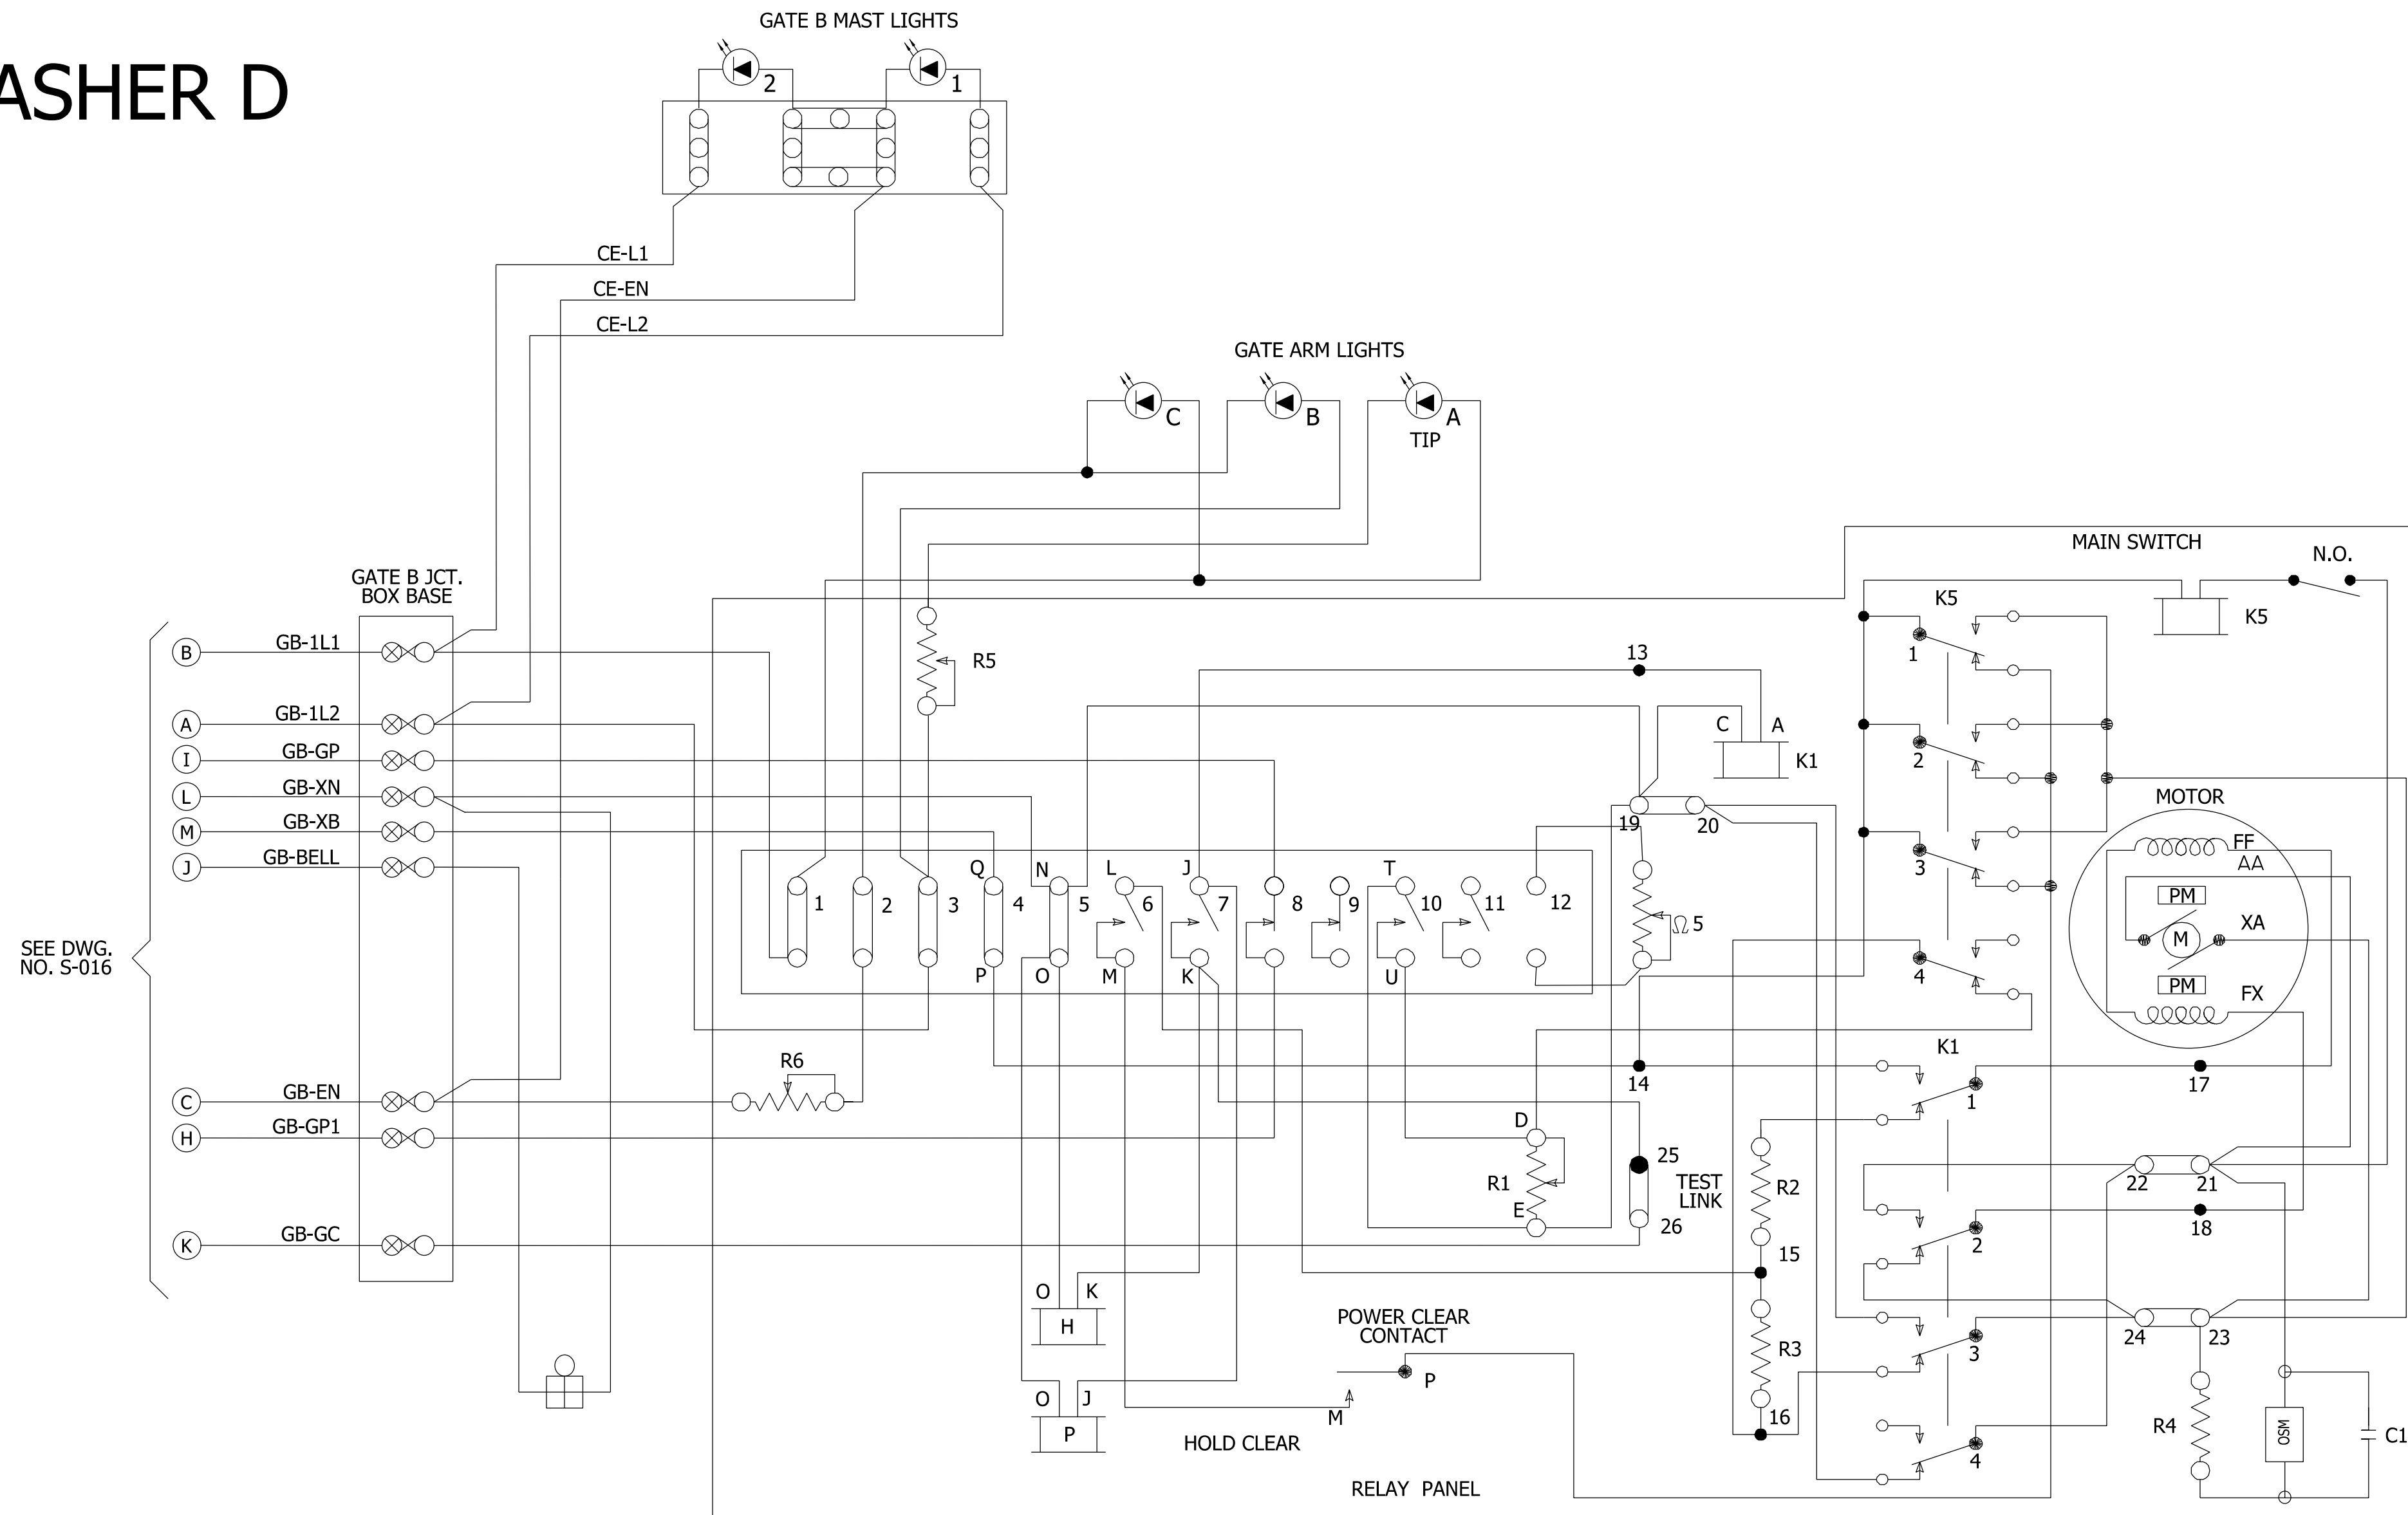 GATE B MAST LIGHTS
ASHER D
2
1
CE-L1
CE-EN
CE-L2
GATE ARM LIGHTS
C
B
A
TIP
MAIN SWITCH
N.O.
GATE B JCT.
BOX BASE
K5
K5
1
B
GB-1L1
R5
13
A
GB-1L2
C
A
2
I
GB-GP
K1
L
GB-XN
MOTOR
M
GB-XB
19
20
J
GB-BELL
FF
AA
3
Q
N
L
J
T
PM
1
2
3
4
5
6
7
8
9
10
11
12
Ω 5
XA
M
SEE DWG.
NO. S-016
P
O
M
K
U
4
PM
FX
R6
K1
14
17
C
GB-EN
1
H
GB-GP1
D
25
TEST
LINK
R1
R2
22
21
E
26
18
K
GB-GC
15
2
O
K
H
POWER CLEAR
CONTACT
24
23
R3
3
P
O
J
M
16
P
HOLD CLEAR
R4
OSM
C1
4
RELAY PANEL